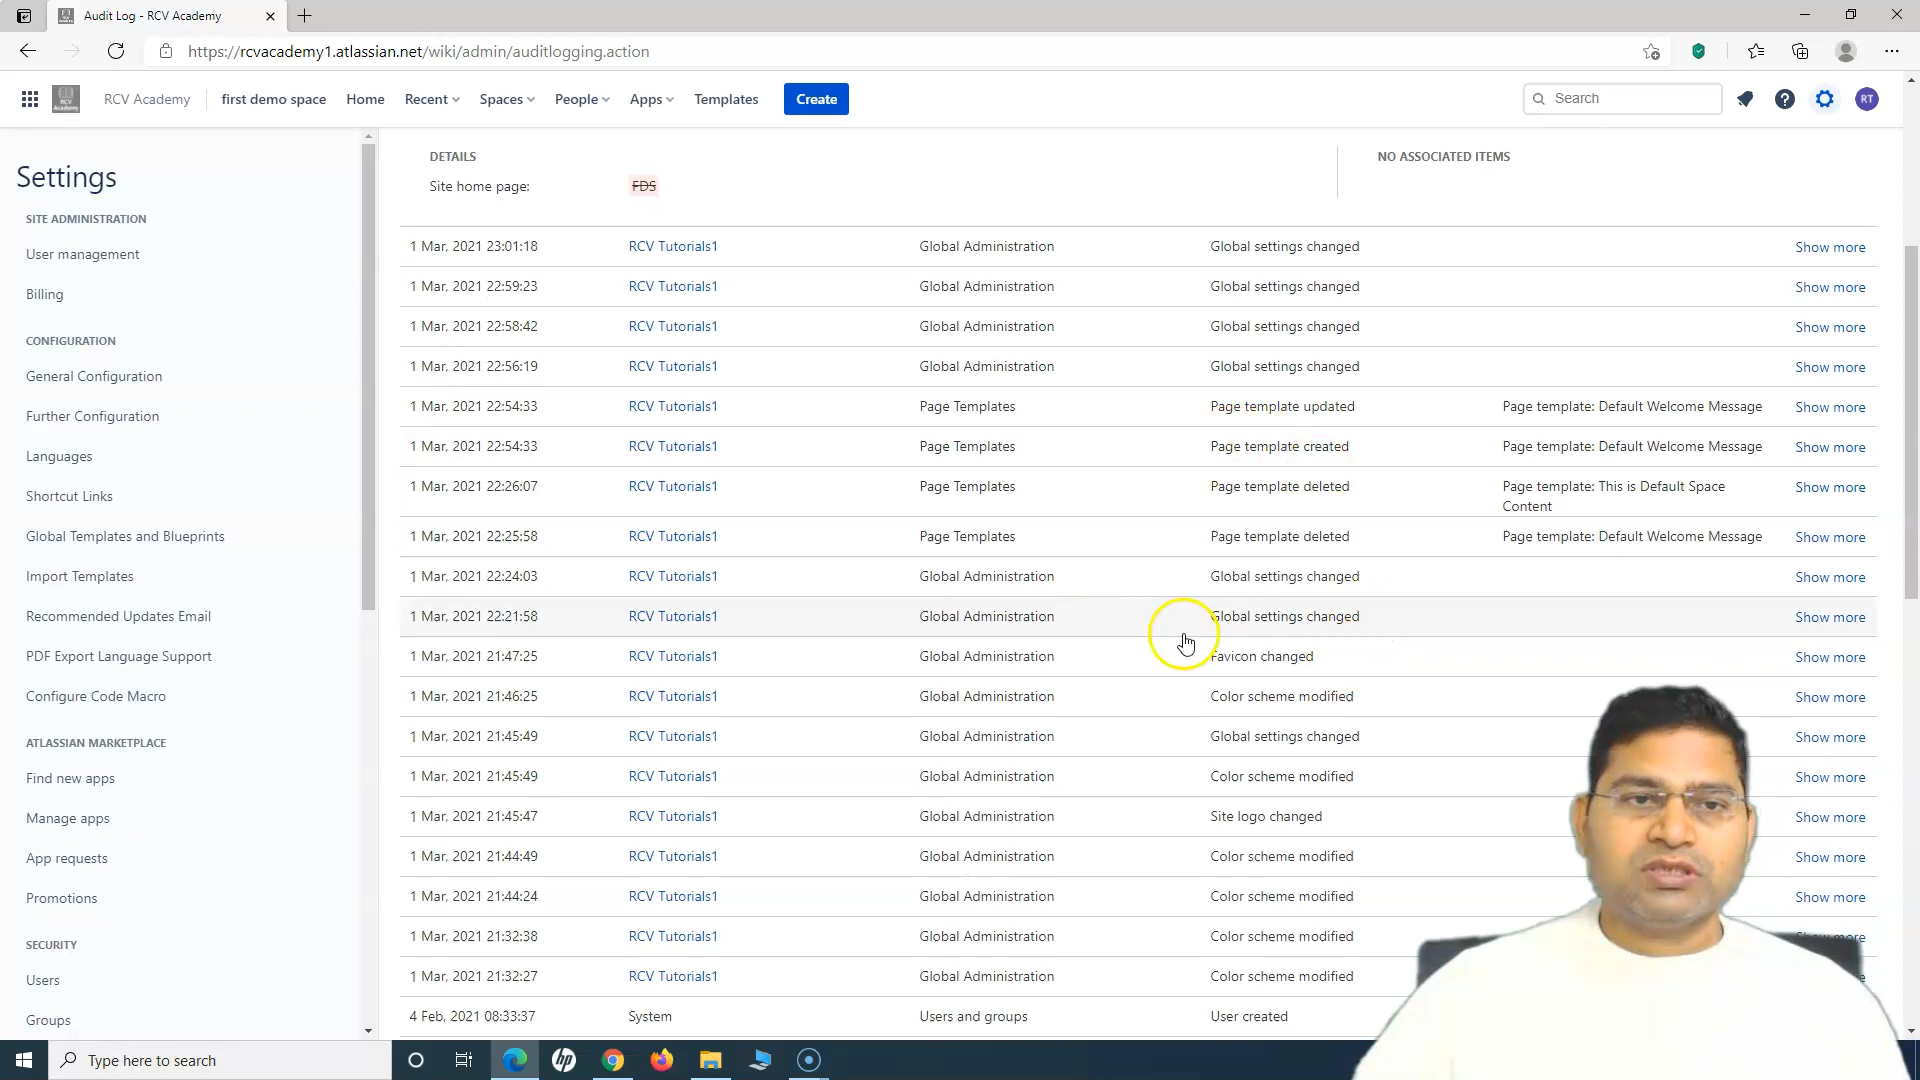 Audit Log - RCV Academy
https://rcvacademy1.atlassian.net/wiki/admin/auditlogging.action
RCV Academy
RCV Academy first demo space Home Recent Spaces People Apps Templates Create Search RT
Settings
SITE ADMINISTRATION
User management
Billing
CONFIGURATION
General Configuration
Further Configuration
Languages
Shortcut Links
Global Templates and Blueprints
Import Templates
Recommended Updates Email
PDF Export Language Support
Configure Code Macro
ATLASSIAN MARKETPLACE
Find new apps
Manage apps
App requests
Promotions
SECURITY
Users
Groups
DETAILS NO ASSOCIATED ITEMS
Site home page: FDS
1 Mar, 2021 23:01:18 RCV Tutorials1 Global Administration Global settings changed Show more
1 Mar, 2021 22:59:23 RCV Tutorials1 Global Administration Global settings changed Show more
1 Mar, 2021 22:58:42 RCV Tutorials1 Global Administration Global settings changed Show more
1 Mar, 2021 22:56:19 RCV Tutorials1 Global Administration Global settings changed Show more
1 Mar, 2021 22:54:33 RCV Tutorials1 Page Templates Page template updated Page template: Default Welcome Message Show more
1 Mar, 2021 22:54:33 RCV Tutorials1 Page Templates Page template created Page template: Default Welcome Message Show more
1 Mar, 2021 22:26:07 RCV Tutorials1 Page Templates Page template deleted Page template: This is Default Space Show more
Content
1 Mar, 2021 22:25:58 RCV Tutorials1 Page Templates Page template deleted Page template: Default Welcome Message Show more
1 Mar, 2021 22:24:03 RCV Tutorials1 Global Administration Global settings changed Show more
1 Mar, 2021 22:21:58 RCV Tutorials1 Global Administration Global settings changed Show more
1 Mar, 2021 21:47:25 RCV Tutorials1 Global Administration Favicon changed Show more
1 Mar, 2021 21:46:25 RCV Tutorials1 Global Administration Color scheme modified Show more
1 Mar, 2021 21:45:49 RCV Tutorials1 Global Administration Global settings changed Show more
1 Mar, 2021 21:45:49 RCV Tutorials1 Global Administration Color scheme modified Show more
1 Mar, 2021 21:45:47 RCV Tutorials1 Global Administration Site logo changed Show more
1 Mar, 2021 21:44:49 RCV Tutorials1 Global Administration Color scheme modified Show more
1 Mar, 2021 21:44:24 RCV Tutorials1 Global Administration Color scheme modified Show more
1 Mar, 2021 21:32:38 RCV Tutorials1 Global Administration Color scheme modified Show more
1 Mar, 2021 21:32:27 RCV Tutorials1 Global Administration Color scheme modified
4 Feb, 2021 08:33:37 System Users and groups User created
Type here to search
hp